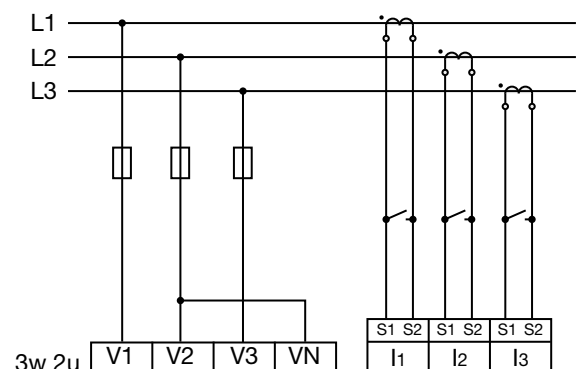 L1
L2
L3
S1 S2 S1 S2 S1 S2
3w 2u V1 V2 V3 VN I1 I2 I3